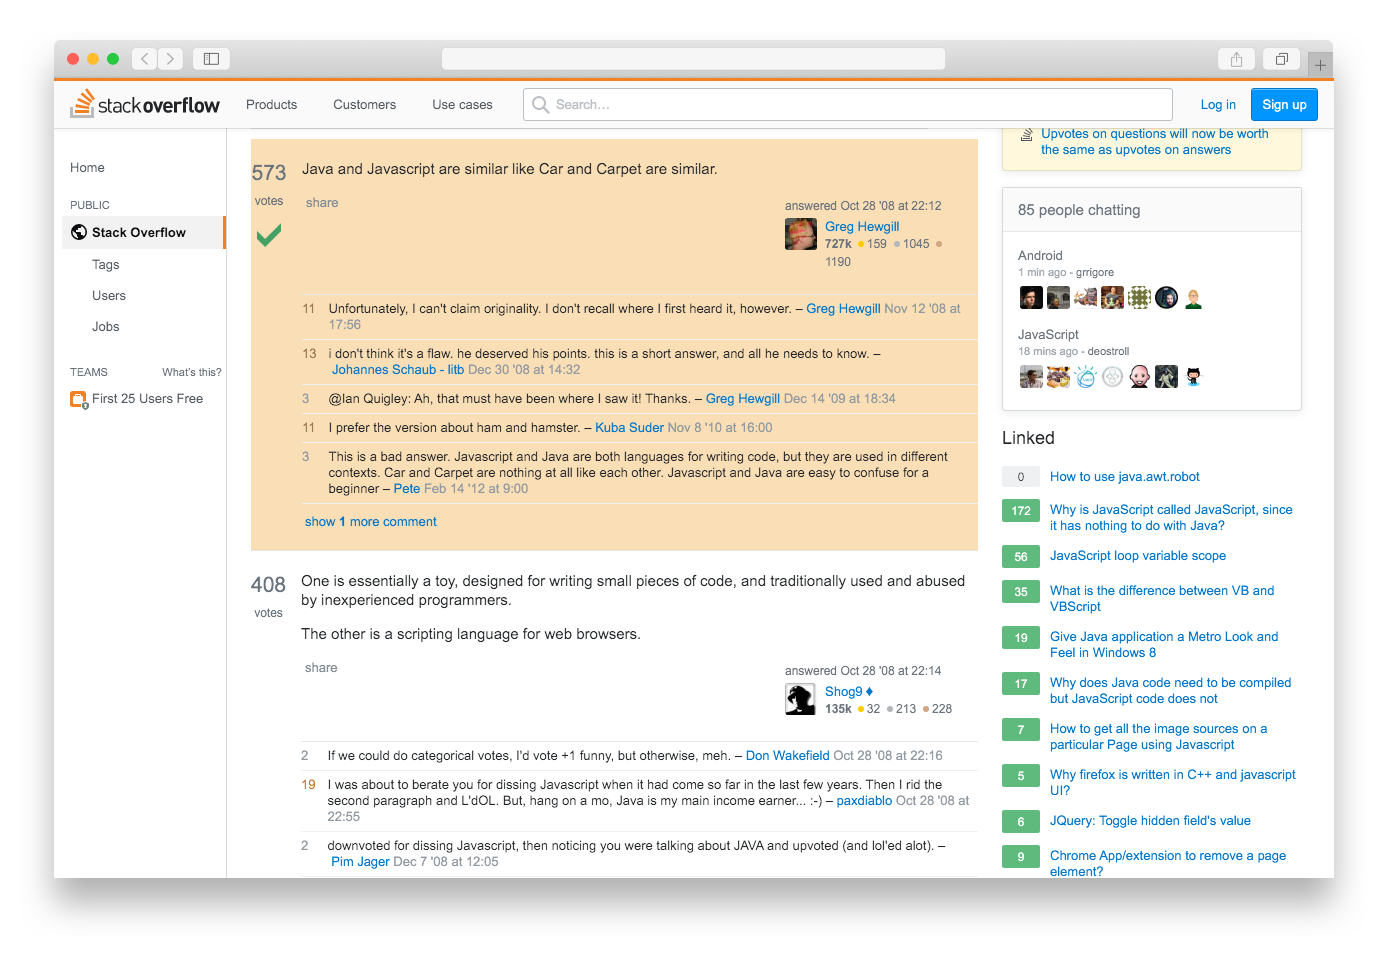 stackoverflow
Products
Customers
Use cases
Search...
Log in
Sign up
Home
PUBLIC
Stack Overflow
Tags
Users
Jobs
TEAMS
What's this?
First 25 Users Free
573
votes
Java and Javascript are similar like Car and Carpet are similar.
share
answered Oct 28 '08 at 22:12
Greg Hewgill
727k 159 1045
1190
11 Unfortunately, I can't claim originality. I don't recall where I first heard it, however. – Greg Hewgill Nov 12 '08 at
17:56
13 i don't think it's a flaw. he deserved his points. this is a short answer, and all he needs to know. –
Johannes Schaub - litb Dec 30 '08 at 14:32
3 @Ian Quigley: Ah, that must have been where I saw it! Thanks. – Greg Hewgill Dec 14 '09 at 18:34
11 I prefer the version about ham and hamster. – Kuba Suder Nov 8 '10 at 16:00
3 This is a bad answer. Javascript and Java are both languages for writing code, but they are used in different
contexts. Car and Carpet are nothing at all like each other. Javascript and Java are easy to confuse for a
beginner – Pete Feb 14 '12 at 9:00
show 1 more comment
408
votes
One is essentially a toy, designed for writing small pieces of code, and traditionally used and abused
by inexperienced programmers.
The other is a scripting language for web browsers.
share
answered Oct 28 '08 at 22:14
Shog9 ♦
135k 32 213 228
2 If we could do categorical votes, I'd vote +1 funny, but otherwise, meh. – Don Wakefield Oct 28 '08 at 22:16
19 I was about to berate you for dissing Javascript when it had come so far in the last few years. Then I rid the
second paragraph and L'dOL. But, hang on a mo, Java is my main income earner... :-) – paxdiablo Oct 28 '08 at
22:55
2 downvoted for dissing Javascript, then noticing you were talking about JAVA and upvoted (and lol'ed alot). –
Pim Jager Dec 7 '08 at 12:05
Upvotes on questions will now be worth
the same as upvotes on answers
85 people chatting
Android
1 min ago - grrigore
JavaScript
18 mins ago - deostroll
Linked
0 How to use java.awt.robot
172 Why is JavaScript called JavaScript, since
it has nothing to do with Java?
56 JavaScript loop variable scope
35 What is the difference between VB and
VBScript
19 Give Java application a Metro Look and
Feel in Windows 8
17 Why does Java code need to be compiled
but JavaScript code does not
7 How to get all the image sources on a
particular Page using Javascript
5 Why firefox is written in C++ and javascript
UI?
6 JQuery: Toggle hidden field's value
9 Chrome App/extension to remove a page
element?